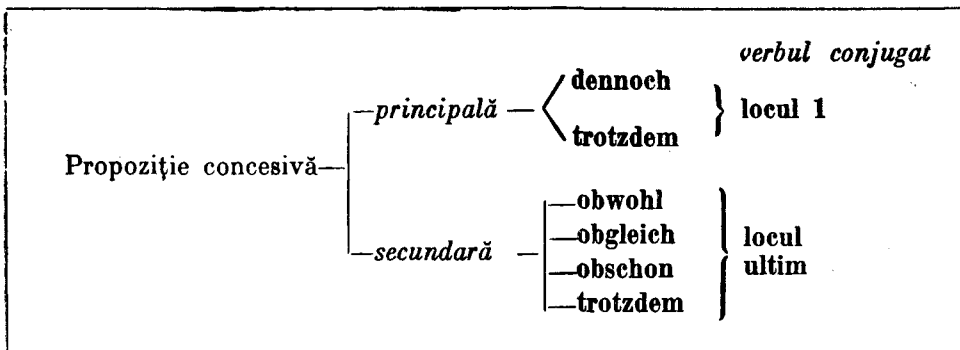 verbul conjugat
dennoch
principală
locul 1
trotzdem
Propoziţie concesivă
obwohl
obgleich
locul
secundară
obschon
ultim
trotzdem